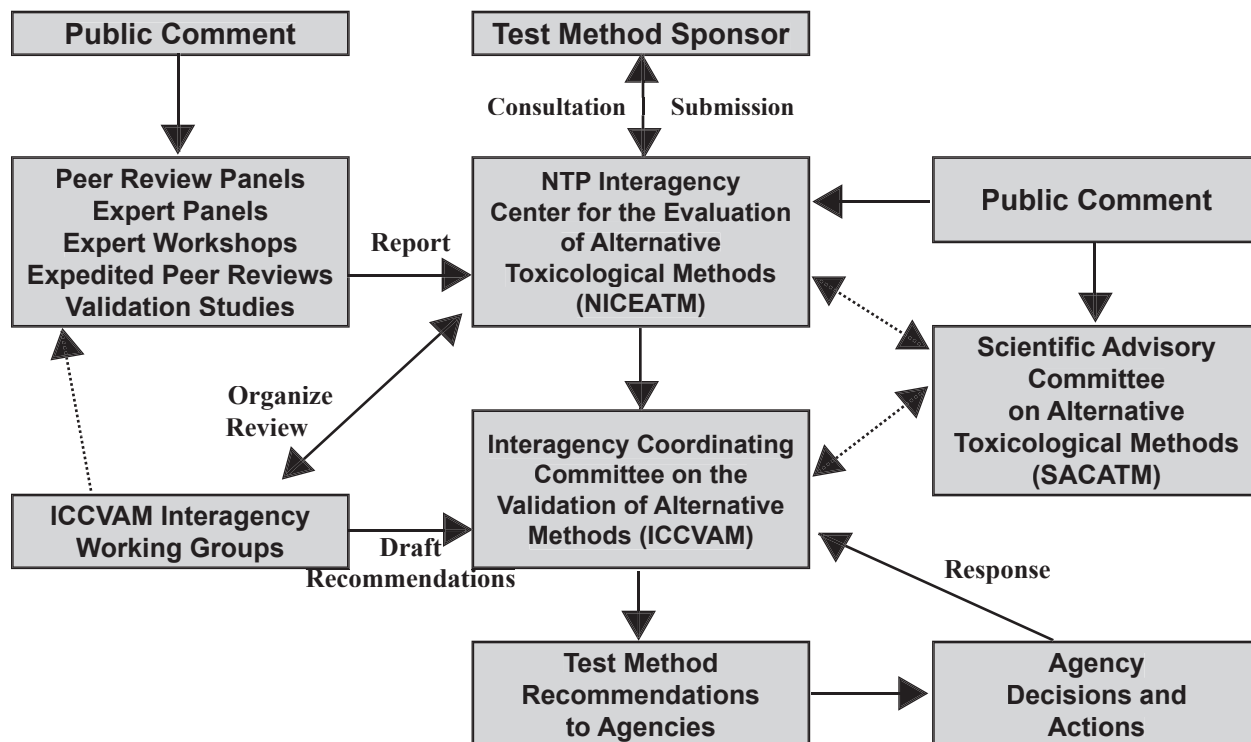 Public Comment
Test Method Sponsor
Consultation
Submission
Peer Review Panels
Expert Panels
Expert Workshops
Expedited Peer Reviews
Validation Studies
Report
NTP Interagency
Center for the Evaluation
of Alternative
Toxicological Methods
(NICEATM)
Public Comment
Organize
Review
Scientific Advisory
Committee
on Alternative
Toxicological Methods
(SACATM)
ICCVAM Interagency
Working Groups
Draft
Recommendations
Interagency Coordinating
Committee on the
Validation of Alternative
Methods (ICCVAM)
Response
Test Method
Recommendations
to Agencies
Agency
Decisions and
Actions